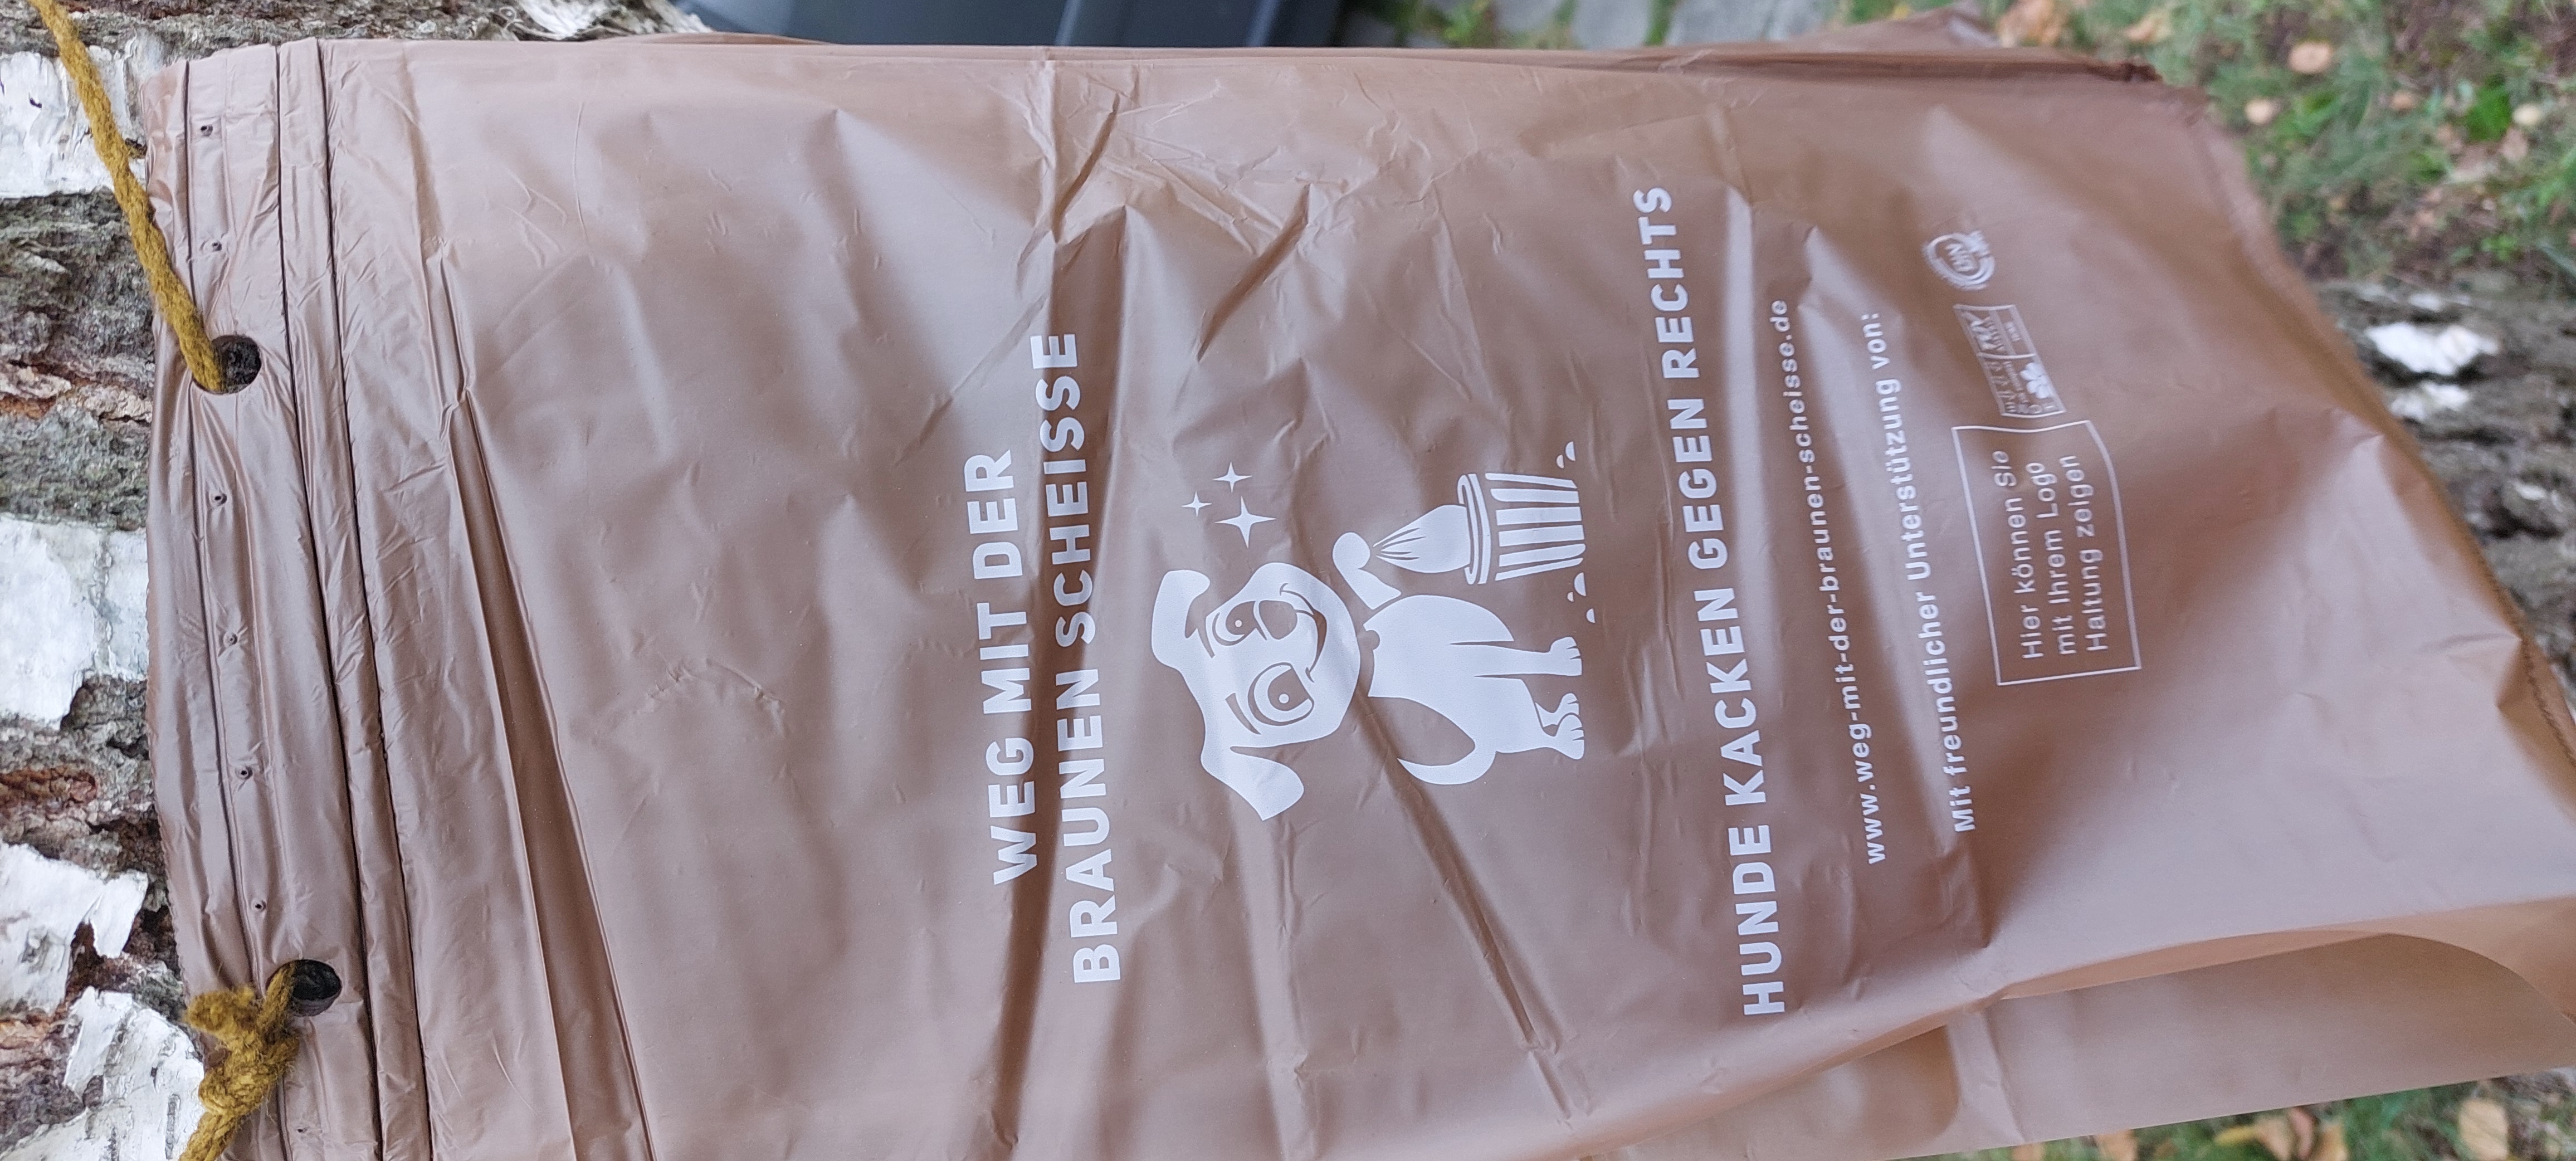 WEG MIT DER
BRAUNEN SCHEISSE
HUNDE KACKEN GEGEN RECHTS
www.weg-mit-der-braunen-scheisse.de
Mit freundlicher Unterstützung von:
Hier können Sie
mit Ihrem Logo
Haltung zeigen